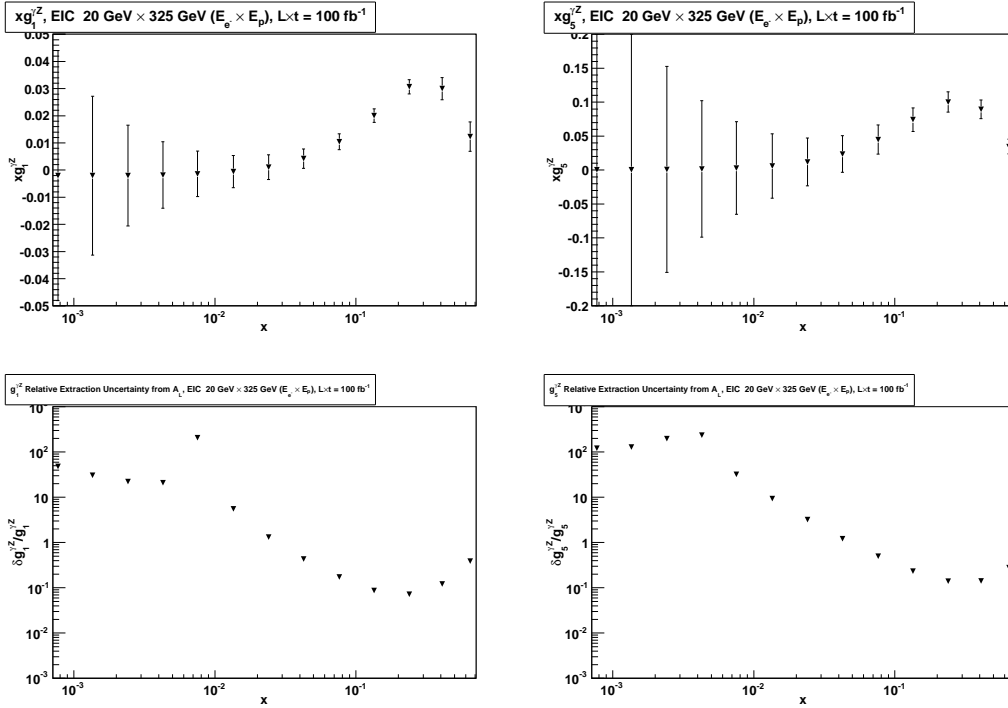 xg₁^γZ, EIC 20 GeV × 325 GeV (E_e⁻ × E_p), L×t = 100 fb⁻¹
xg₁^γZ
0.05
0.04
0.03
0.02
0.01
0
-0.01
-0.02
-0.03
-0.04
-0.05
10⁻³ 10⁻² 10⁻¹
x
xg₅^γZ, EIC 20 GeV × 325 GeV (E_e⁻ × E_p), L×t = 100 fb⁻¹
xg₅^γZ
0.2
0.15
0.1
0.05
0
-0.05
-0.1
-0.15
-0.2
10⁻³ 10⁻² 10⁻¹
x
g₁^γZ Relative Extraction Uncertainty from A_L, EIC 20 GeV × 325 GeV (E_e⁻ × E_p), L×t = 100 fb⁻¹
δg₁^γZ/g₁^γZ
10²
10
1
10⁻¹
10⁻²
10⁻³
10⁻³ 10⁻² 10⁻¹
x
g₅^γZ Relative Extraction Uncertainty from A_L, EIC 20 GeV × 325 GeV (E_e⁻ × E_p), L×t = 100 fb⁻¹
δg₅^γZ/g₅^γZ
10²
10
1
10⁻¹
10⁻²
10⁻³
10⁻³ 10⁻² 10⁻¹
x